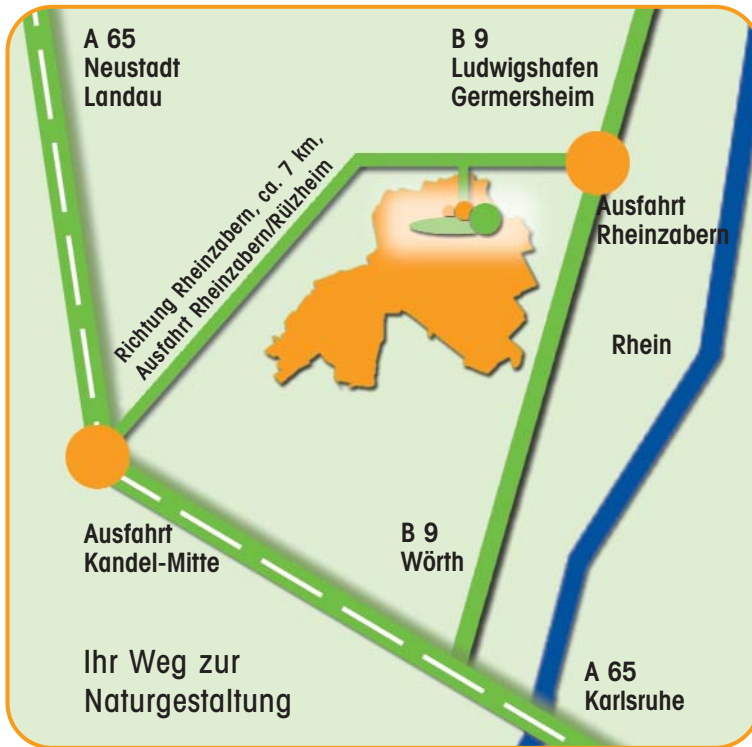 A 65
Neustadt
Landau
B 9
Ludwigshafen
Germersheim
Richtung Rheinzabern, ca. 7 km,
Ausfahrt Rheinzabern/Rülzheim
Ausfahrt
Rheinzabern
Rhein
Ausfahrt
Kandel-Mitte
B 9
Wörth
Ihr Weg zur
Naturgestaltung
A 65
Karlsruhe